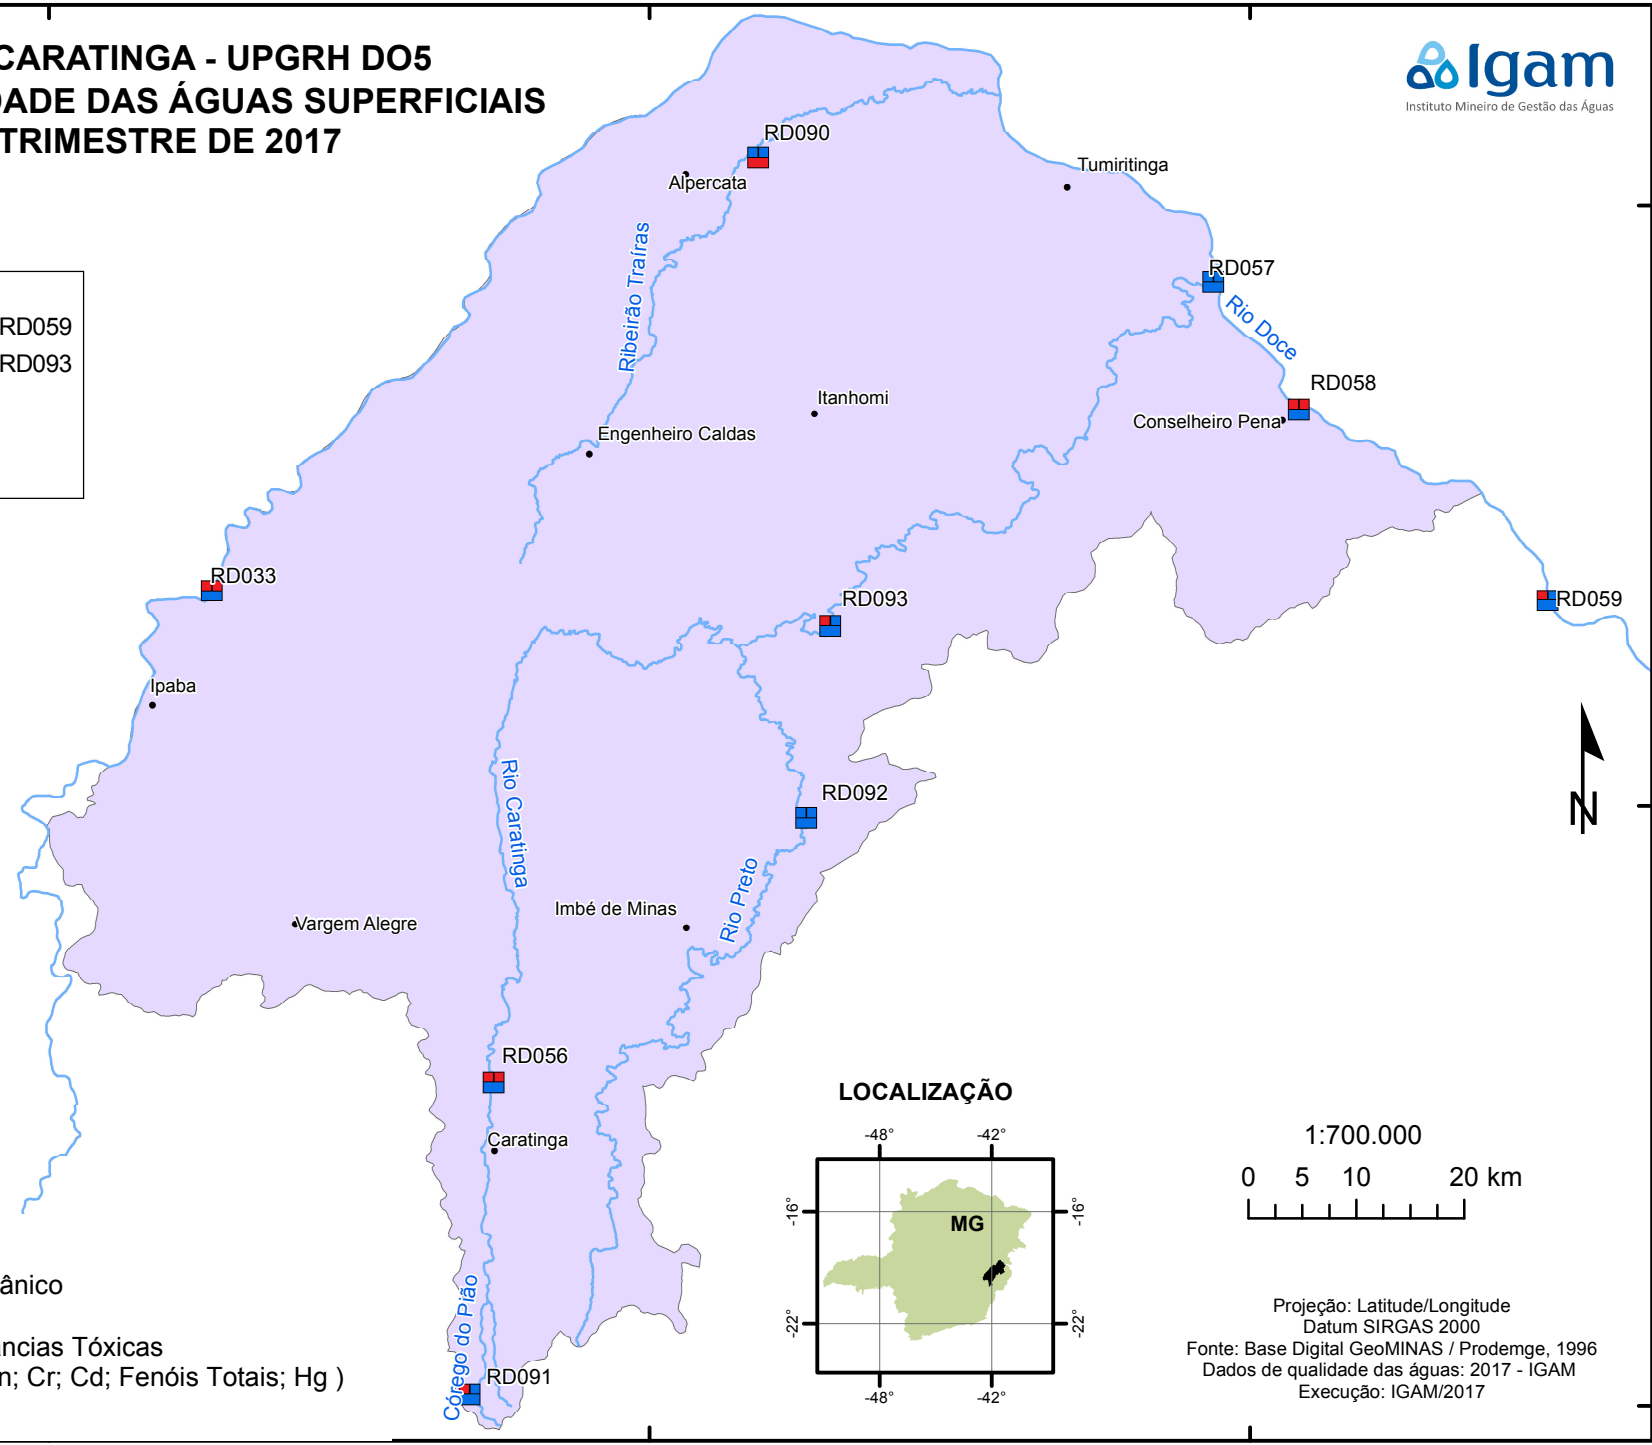 CARATINGA - UPGRH DO5
DADE DAS ÁGUAS SUPERFICIAIS
TRIMESTRE DE 2017
Igam
Instituto Mineiro de Gestão das Águas
RD090
Alpercata
Tumiritinga
Ribeirão Traíras
RD057
Rio Doce
RD059
RD093
RD058
Itanhomi
Conselheiro Pena
Engenheiro Caldas
RD033
RD093
RD059
Ipaba
Rio Caratinga
RD092
N
Rio Preto
Imbé de Minas
Vargem Alegre
RD056
Caratinga
LOCALIZAÇÃO
-48° -42°
-16° -16°
MG
-22° -22°
-48° -42°
1:700.000
0 5 10 20 km
Córrego do Pião
RD091
ânico
ncias Tóxicas
n; Cr; Cd; Fenóis Totais; Hg )
Projeção: Latitude/Longitude
Datum SIRGAS 2000
Fonte: Base Digital GeoMINAS / Prodemge, 1996
Dados de qualidade das águas: 2017 - IGAM
Execução: IGAM/2017